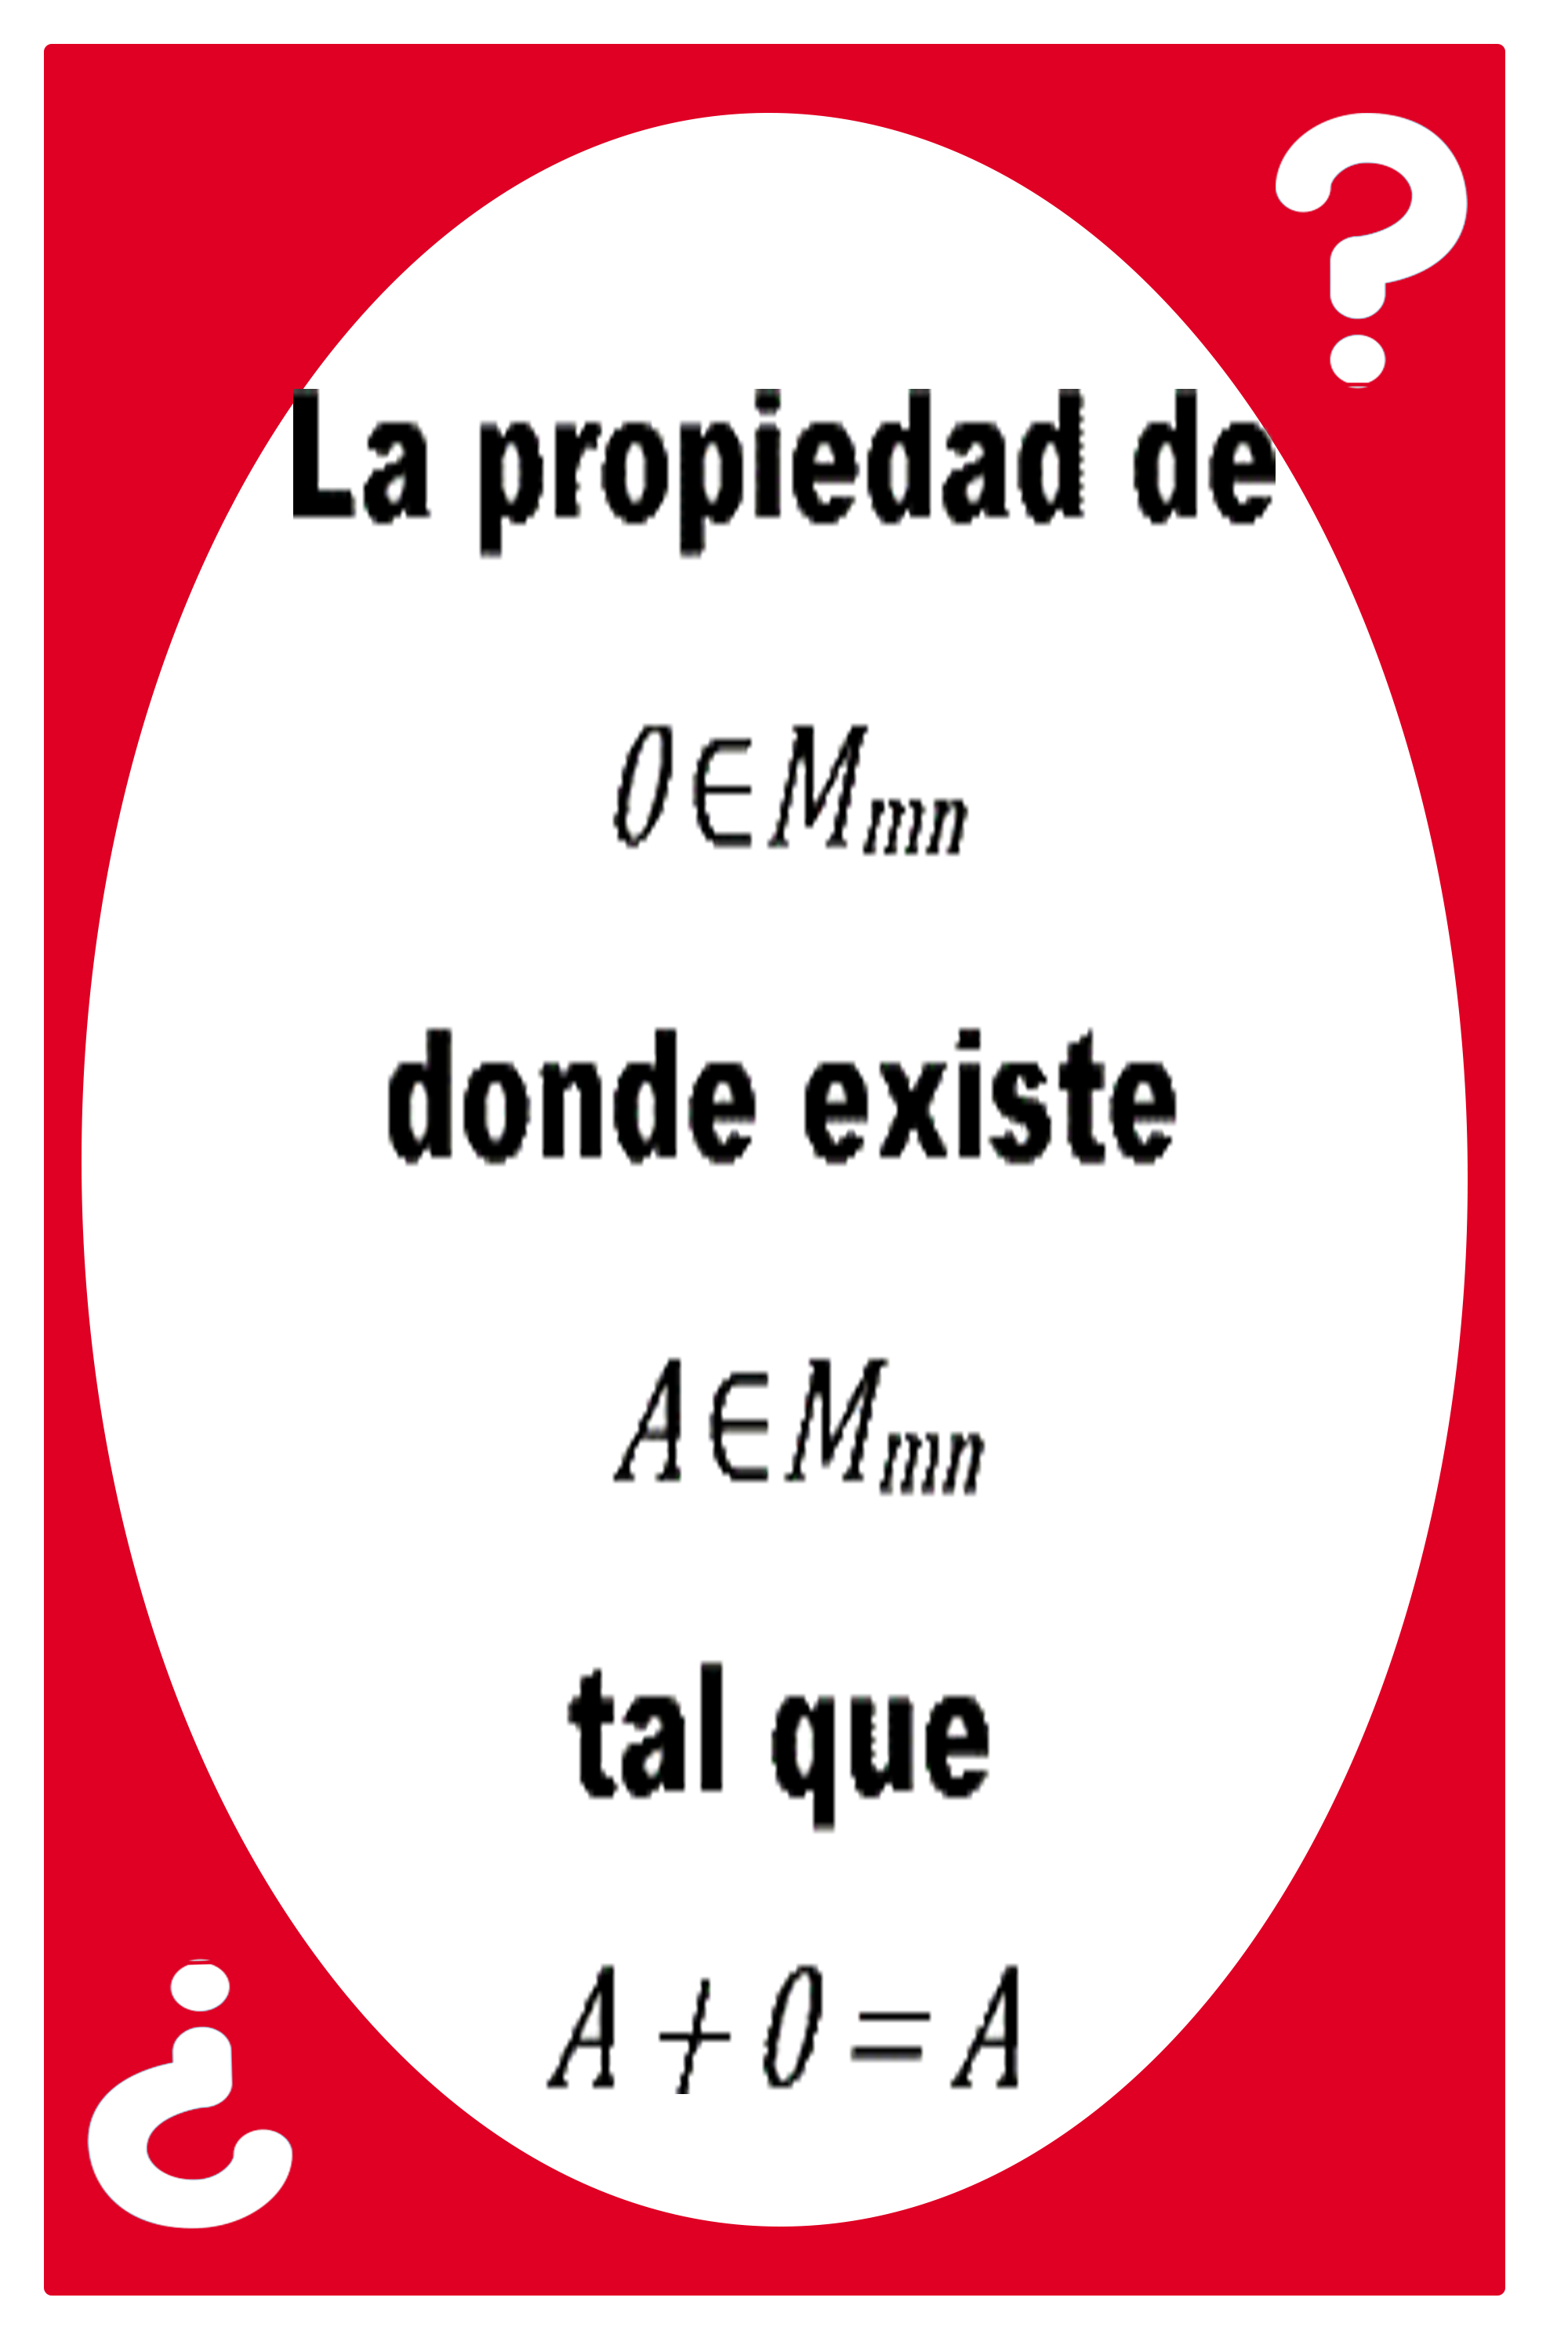 ?
La propiedad de
0∈Mmn
donde existe
A∈Mmn
tal que
A + 0 = A
¿